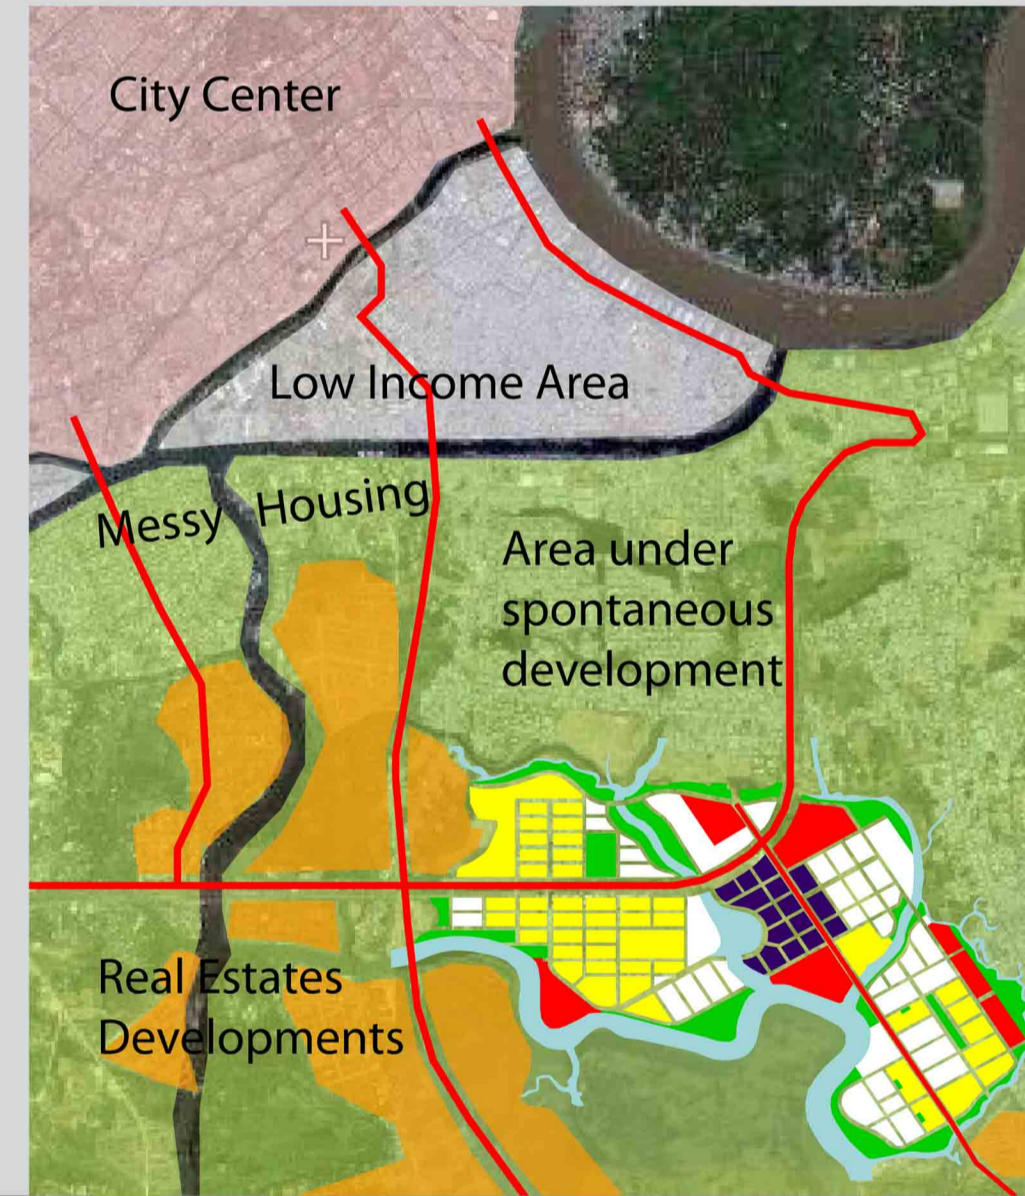 City Center
Low Income Area
Messy Housing
Area under
spontaneous
development
Real Estates
Developments